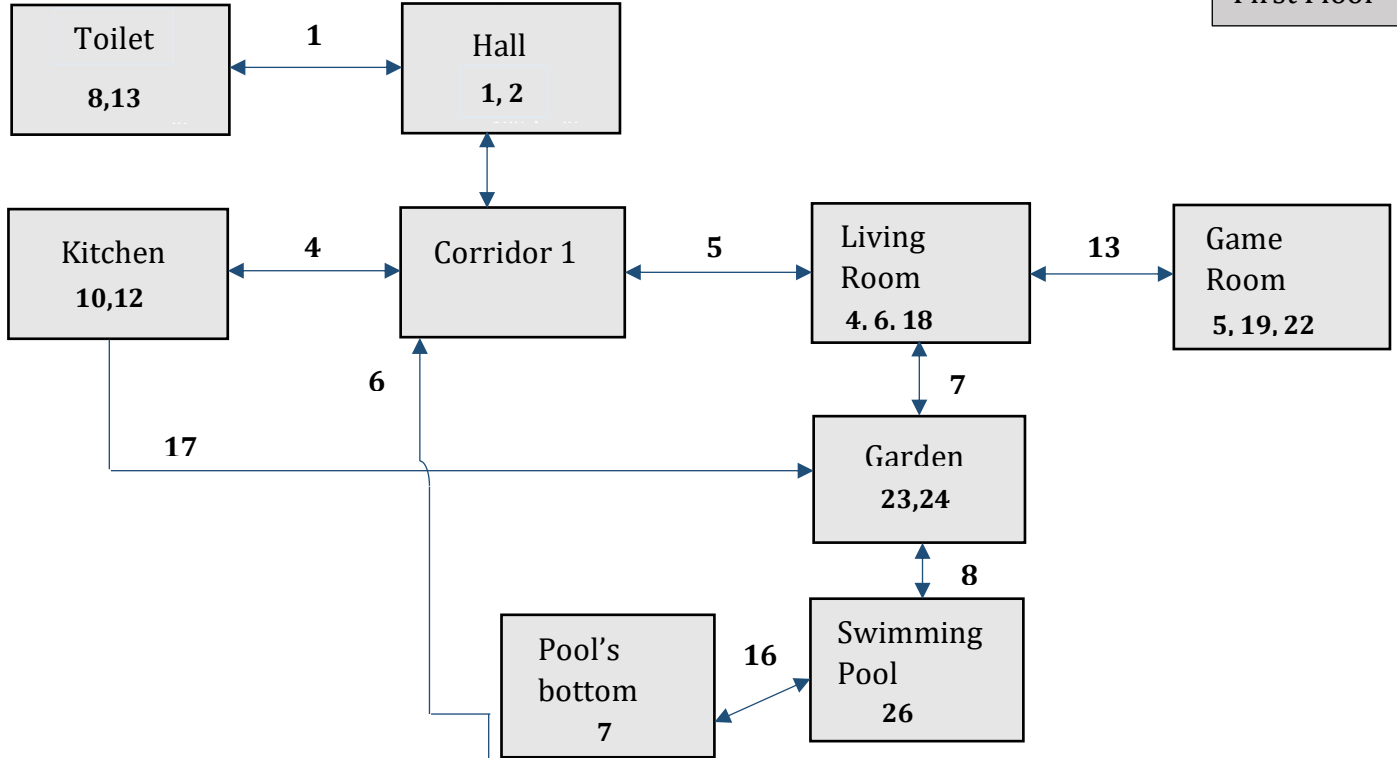 First Floor
Toilet
8,13
1
Hall
1, 2
Kitchen
10,12
4
Corridor 1
5
Living
Room
4, 6, 18
13
Game
Room
5, 19, 22
6
7
17
Garden
23,24
8
Pool's
bottom
7
16
Swimming
Pool
26